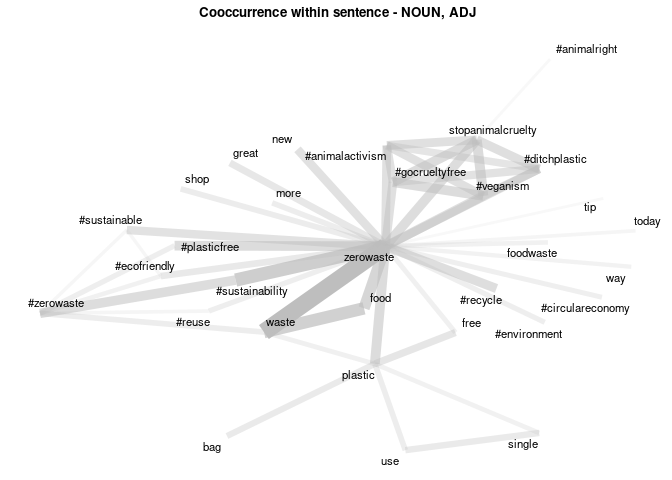 Cooccurrence within sentence - NOUN, ADJ
#animalright
stopanimalcruelty
new
great
#animalactivism
#ditchplastic
#gocrueltyfree
shop
more
#veganism
tip
#sustainable
today
#plasticfree
zerowaste
foodwaste
#ecofriendly
way
#sustainability
food
#zerowaste
#recycle
#circulareconomy
#reuse
waste
free
#environment
plastic
bag
single
use